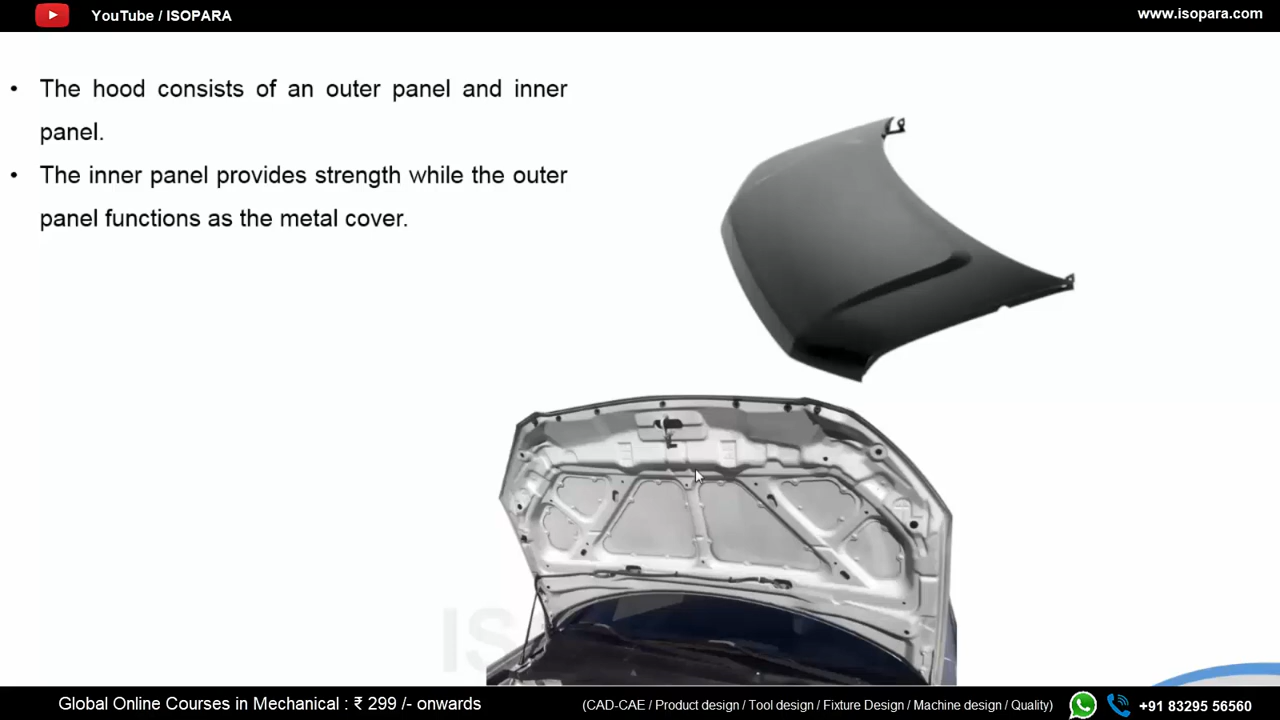 YouTube / ISOPARA
www.isopara.com
• The hood consists of an outer panel and inner
panel.
• The inner panel provides strength while the outer
panel functions as the metal cover.
IS
Global Online Courses in Mechanical : ₹ 299 /- onwards
(CAD-CAE / Product design / Tool design / Fixture Design / Machine design / Quality)
+91 83295 56560